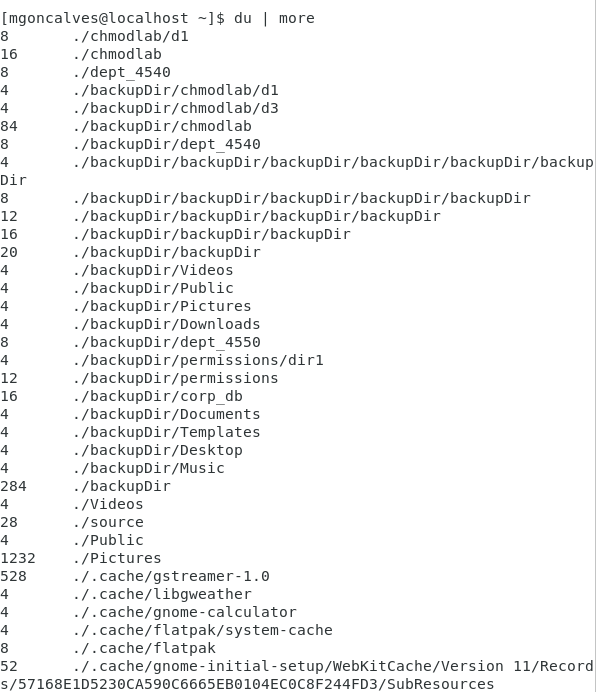 [mgoncalves@localhost ~]$ du | more
8       ./chmodlab/d1
16      ./chmodlab
8       ./dept_4540
4       ./backupDir/chmodlab/d1
4       ./backupDir/chmodlab/d3
84      ./backupDir/chmodlab
8       ./backupDir/dept_4540
4       ./backupDir/backupDir/backupDir/backupDir/backupDir/backup
Dir
8       ./backupDir/backupDir/backupDir/backupDir/backupDir
12      ./backupDir/backupDir/backupDir/backupDir
16      ./backupDir/backupDir/backupDir
20      ./backupDir/backupDir
4       ./backupDir/Videos
4       ./backupDir/Public
4       ./backupDir/Pictures
4       ./backupDir/Downloads
8       ./backupDir/dept_4550
4       ./backupDir/permissions/dir1
12      ./backupDir/permissions
16      ./backupDir/corp_db
4       ./backupDir/Documents
4       ./backupDir/Templates
4       ./backupDir/Desktop
4       ./backupDir/Music
284     ./backupDir
4       ./Videos
28      ./source
4       ./Public
1232    ./Pictures
528     ./.cache/gstreamer-1.0
4       ./.cache/libgweather
4       ./.cache/gnome-calculator
4       ./.cache/flatpak/system-cache
8       ./.cache/flatpak
52      ./.cache/gnome-initial-setup/WebKitCache/Version 11/Record
s/57168E1D5230CA590C6665EB0104EC0C8F244FD3/SubResources